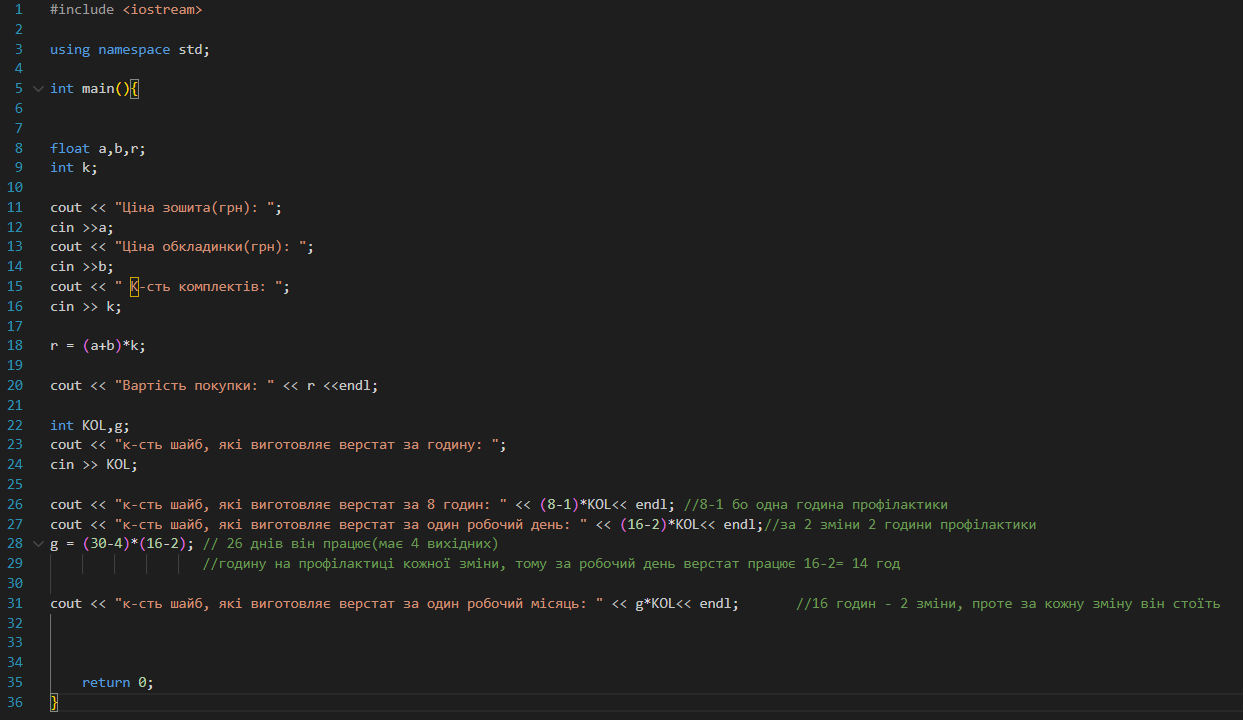 1 #include <iostream>
2
3 using namespace std;
4
5 int main(){
6
7
8 float a,b,r;
9 int k;
10
11 cout << "Ціна зошита(грн): ";
12 cin >>a;
13 cout << "Ціна обкладинки(грн): ";
14 cin >>b;
15 cout << " К-сть комплектів: ";
16 cin >> k;
17
18 r = (a+b)*k;
19
20 cout << "Вартість покупки: " << r <<endl;
21
22 int KOL,g;
23 cout << "к-сть шайб, які виготовляє верстат за годину: ";
24 cin >> KOL;
25
26 cout << "к-сть шайб, які виготовляє верстат за 8 годин: " << (8-1)*KOL<< endl; //8-1 бо одна година профілактики
27 cout << "к-сть шайб, які виготовляє верстат за один робочий день: " << (16-2)*KOL<< endl;//за 2 зміни 2 години профілактики
28 g = (30-4)*(16-2); // 26 днів він працює(має 4 вихідних)
29 //годину на профілактиці кожної зміни, тому за робочий день верстат працює 16-2= 14 год
30
31 cout << "к-сть шайб, які виготовляє верстат за один робочий місяць: " << g*KOL<< endl; //16 годин - 2 зміни, проте за кожну зміну він стоїть
32
33
34
35 return 0;
36 }